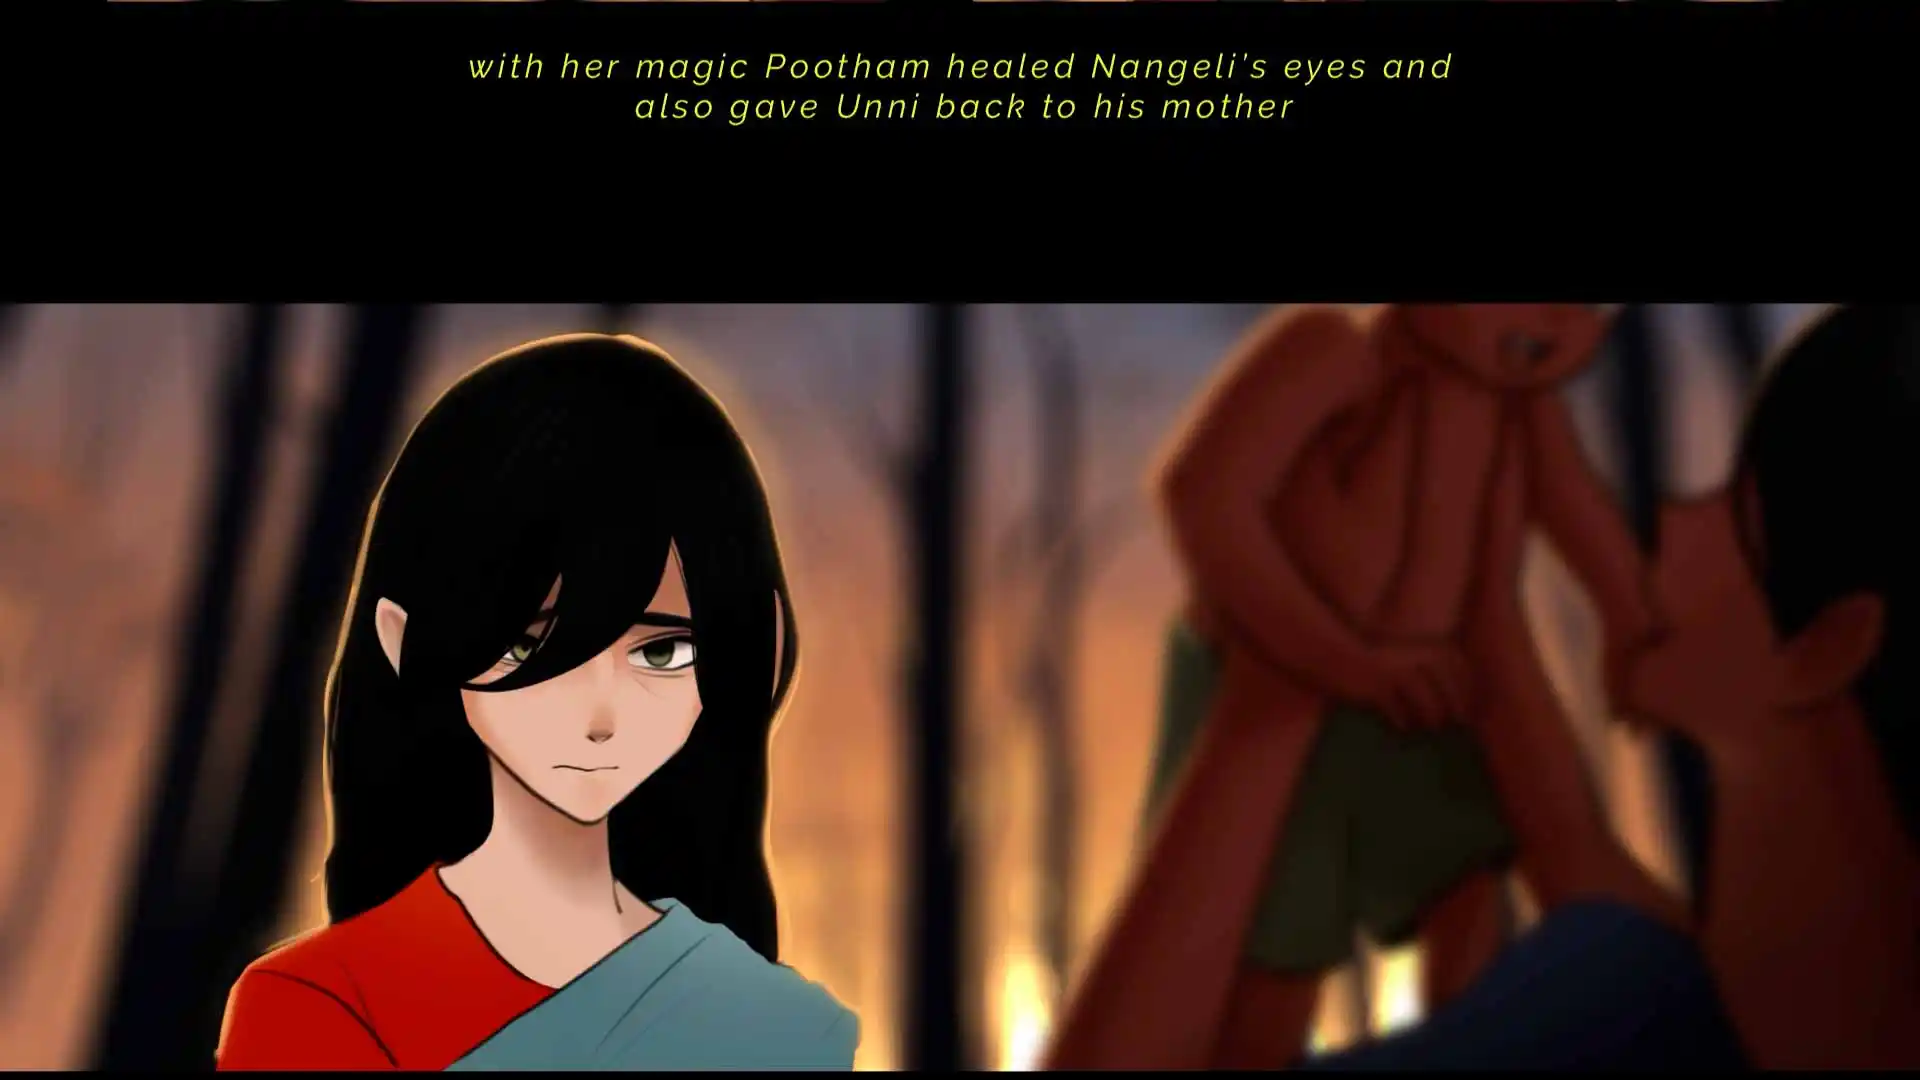 with her magic Pootham healed Nangeli's eyes and
also gave Unni back to his mother